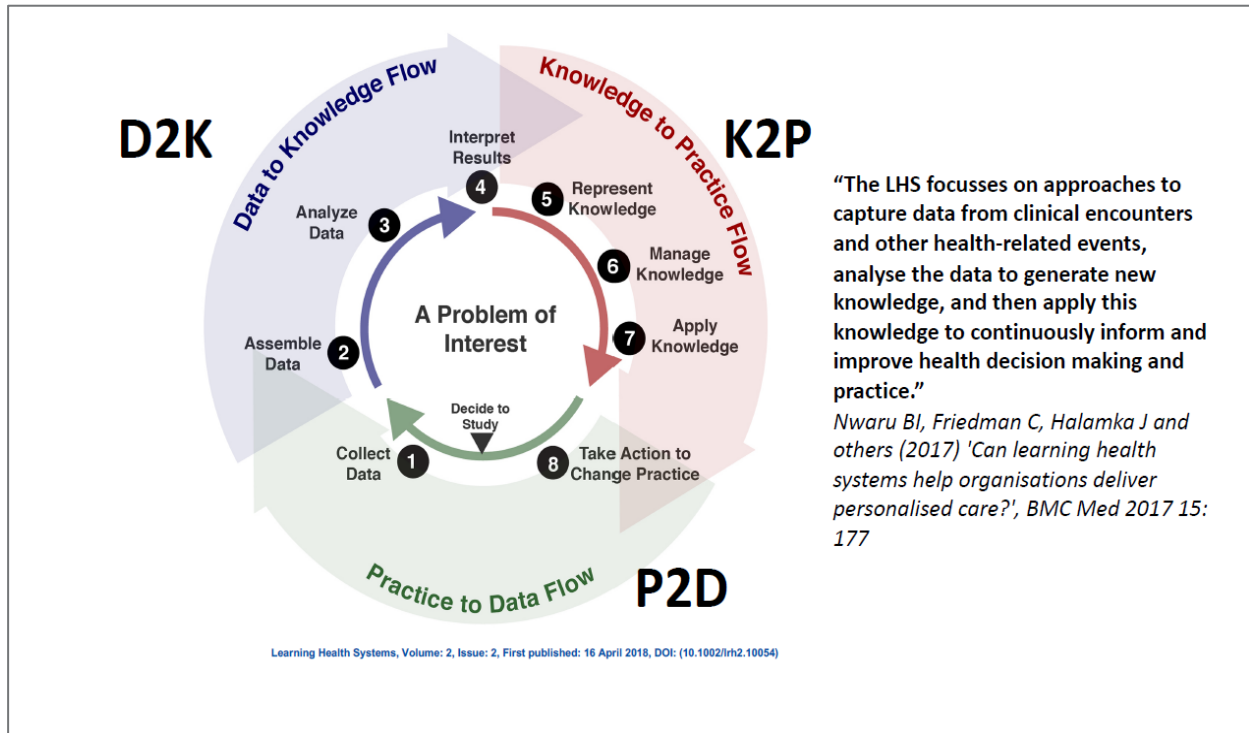 D2K
Data to Knowledge Flow
Knowledge to Practice Flow
K2P
Interpret
Results
4
5
Represent
Knowledge
Analyze
Data
3
6
Manage
Knowledge
A Problem of
Interest
Assemble
Data
2
7
Apply
Knowledge
Decide to
Study
Collect
Data
1
8
Take Action to
Change Practice
Practice to Data Flow
P2D
“The LHS focusses on approaches to
capture data from clinical encounters
and other health-related events,
analyse the data to generate new
knowledge, and then apply this
knowledge to continuously inform and
improve health decision making and
practice.”
Nwaru BI, Friedman C, Halamka J and
others (2017) 'Can learning health
systems help organisations deliver
personalised care?', BMC Med 2017 15:
177
Learning Health Systems, Volume: 2, Issue: 2, First published: 16 April 2018, DOI: (10.1002/lrh2.10054)